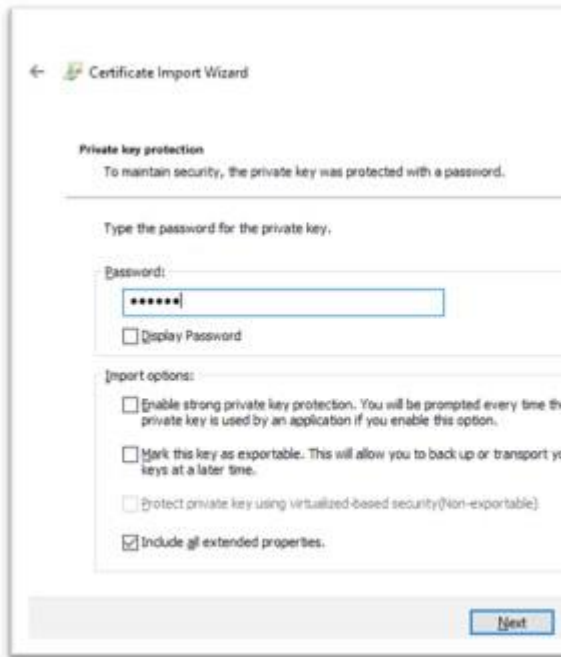 Certificate Import Wizard
Private key protection
To maintain security, the private key was protected with a password.
Type the password for the private key.
Password:
••••••
Display Password
Import options:
Enable strong private key protection. You will be prompted every time
private key is used by an application if you enable this option.
Mark this key as exportable. This will allow you to back up or transport
keys at a later time.
Protect private key using virtualized-based security(Non-exportable)
Include all extended properties.
Next